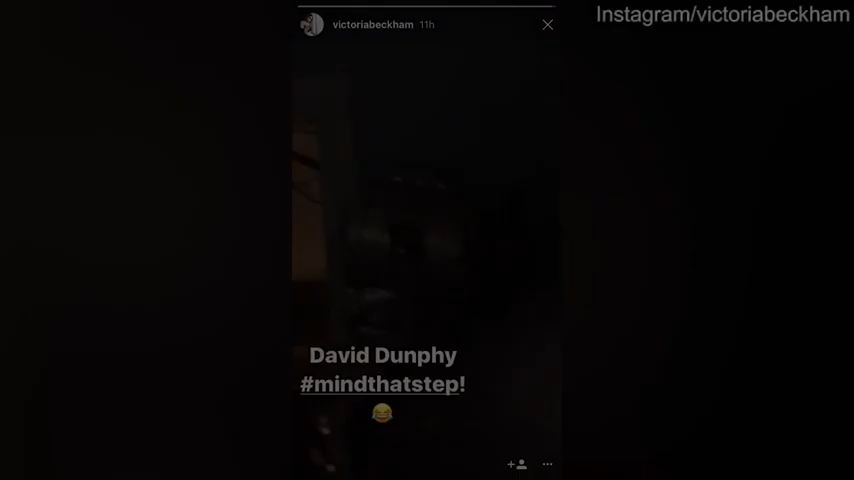 Instagram/victoriabeckham
victoriabeckham 11h
David Dunphy
#mindthatstep!